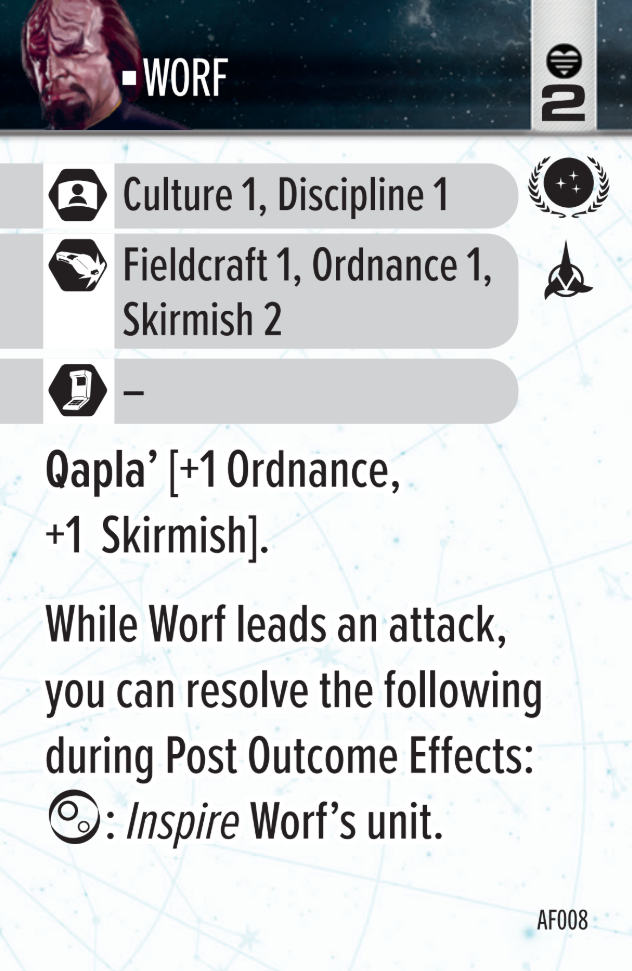 ▪ WORF
2
Culture 1, Discipline 1
Fieldcraft 1, Ordnance 1,
Skirmish 2
–
Qapla’ [+1 Ordnance,
+1 Skirmish].
While Worf leads an attack,
you can resolve the following
during Post Outcome Effects:
: Inspire Worf’s unit.
AF008